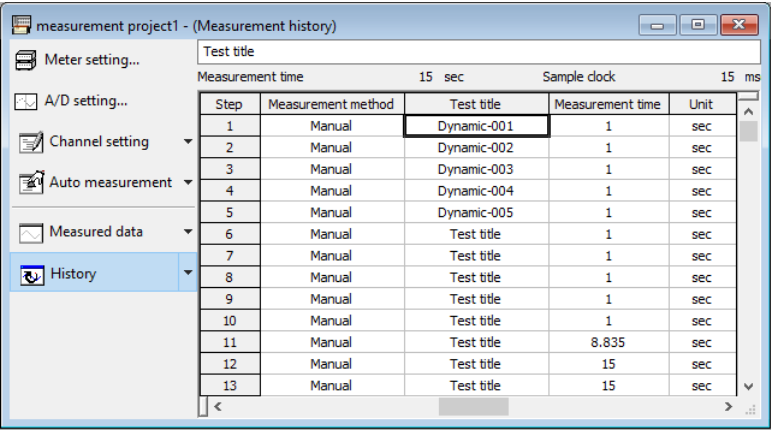 measurement project1 - (Measurement history)
Meter setting...
A/D setting...
Channel setting
Auto measurement
Measured data
History
Test title
Measurement time 15 sec Sample clock 15 ms
Step Measurement method Test title Measurement time Unit
1 Manual Dynamic-001 1 sec
2 Manual Dynamic-002 1 sec
3 Manual Dynamic-003 1 sec
4 Manual Dynamic-004 1 sec
5 Manual Dynamic-005 1 sec
6 Manual Test title 1 sec
7 Manual Test title 1 sec
8 Manual Test title 1 sec
9 Manual Test title 1 sec
10 Manual Test title 1 sec
11 Manual Test title 8.835 sec
12 Manual Test title 15 sec
13 Manual Test title 15 sec